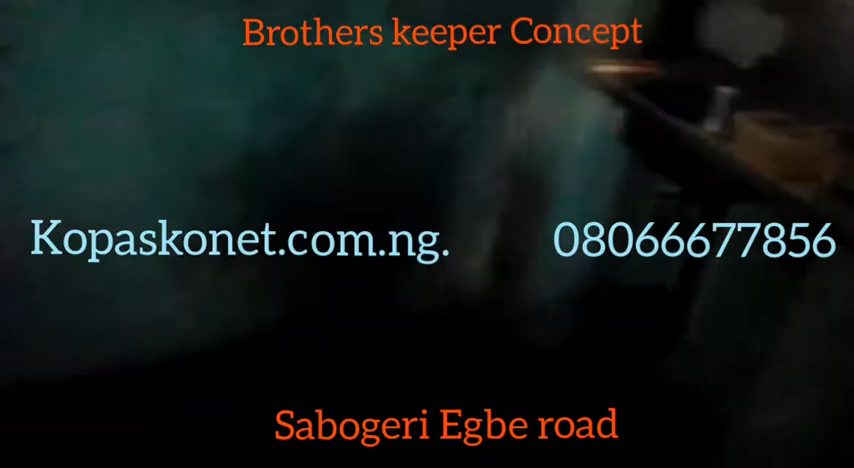 Brothers keeper Concept
Kopaskonet.com.ng. 08066677856
Sabogeri Egbe road